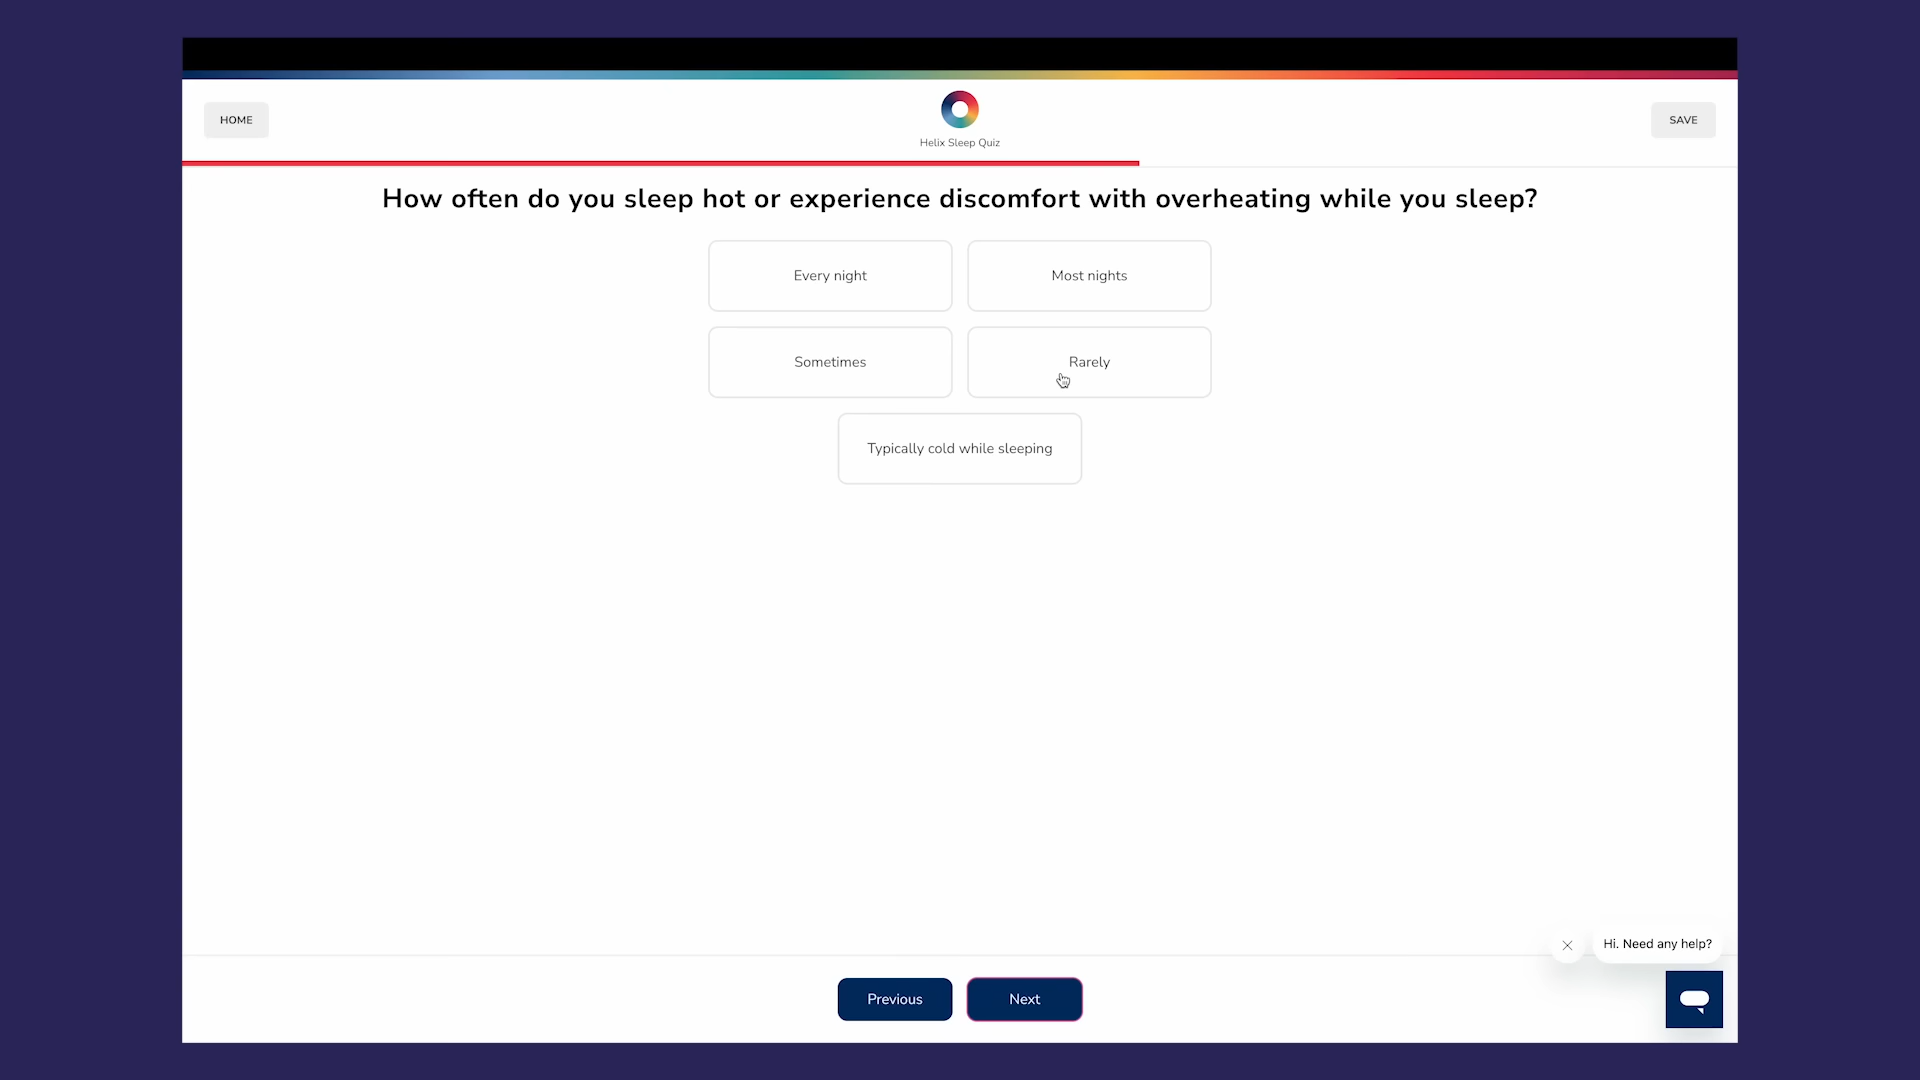 HOME
Helix Sleep Quiz
SAVE
How often do you sleep hot or experience discomfort with overheating while you sleep?
Every night
Most nights
Sometimes
Rarely
Typically cold while sleeping
Hi. Need any help?
Previous
Next